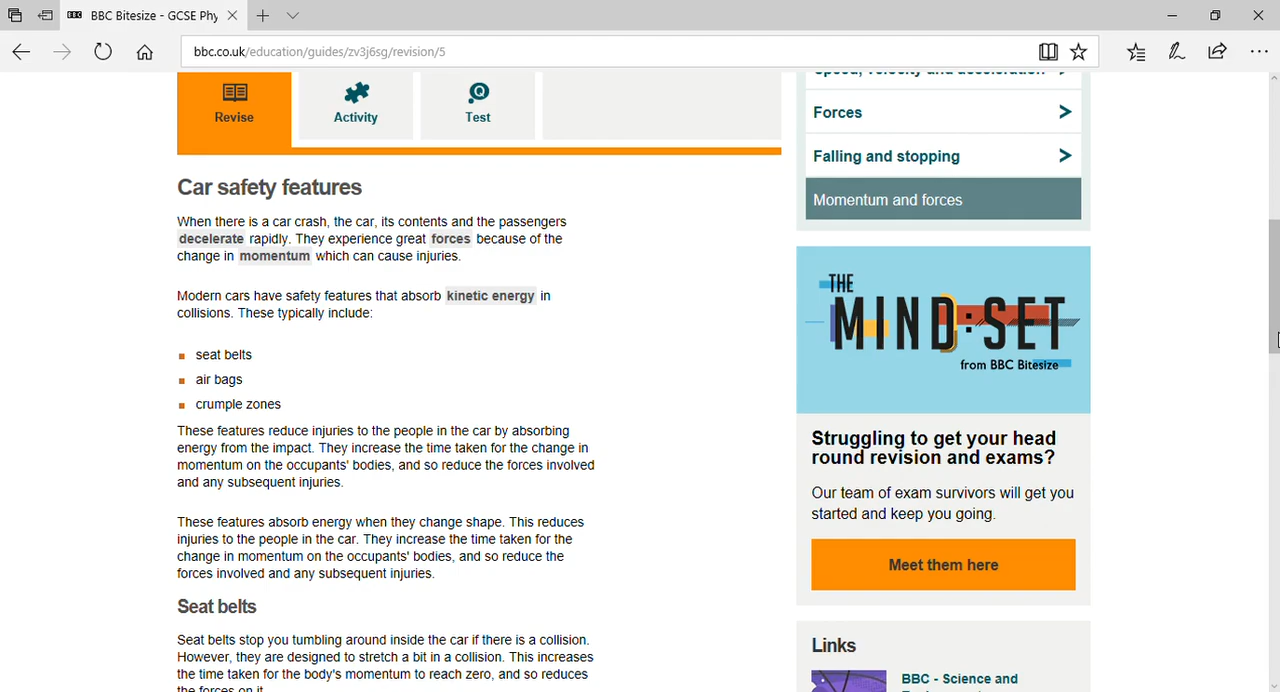 BBC BBC Bitesize - GCSE Phy
bbc.co.uk/education/guides/zv3j6sg/revision/5
Revise
Activity
Q
Test
Car safety features
When there is a car crash, the car, its contents and the passengers
decelerate rapidly. They experience great forces because of the
change in momentum which can cause injuries.
Modern cars have safety features that absorb kinetic energy in
collisions. These typically include:
seat belts
air bags
crumple zones
These features reduce injuries to the people in the car by absorbing
energy from the impact. They increase the time taken for the change in
momentum on the occupants' bodies, and so reduce the forces involved
and any subsequent injuries.
These features absorb energy when they change shape. This reduces
injuries to the people in the car. They increase the time taken for the
change in momentum on the occupants' bodies, and so reduce the
forces involved and any subsequent injuries.
Seat belts
Seat belts stop you tumbling around inside the car if there is a collision.
However, they are designed to stretch a bit in a collision. This increases
the time taken for the body's momentum to reach zero, and so reduces
the forces on it.
Speed, velocity and deceleration
Forces
Falling and stopping
Momentum and forces
THE
MIND:SET
from BBC Bitesize
Struggling to get your head
round revision and exams?
Our team of exam survivors will get you
started and keep you going.
Meet them here
Links
BBC - Science and